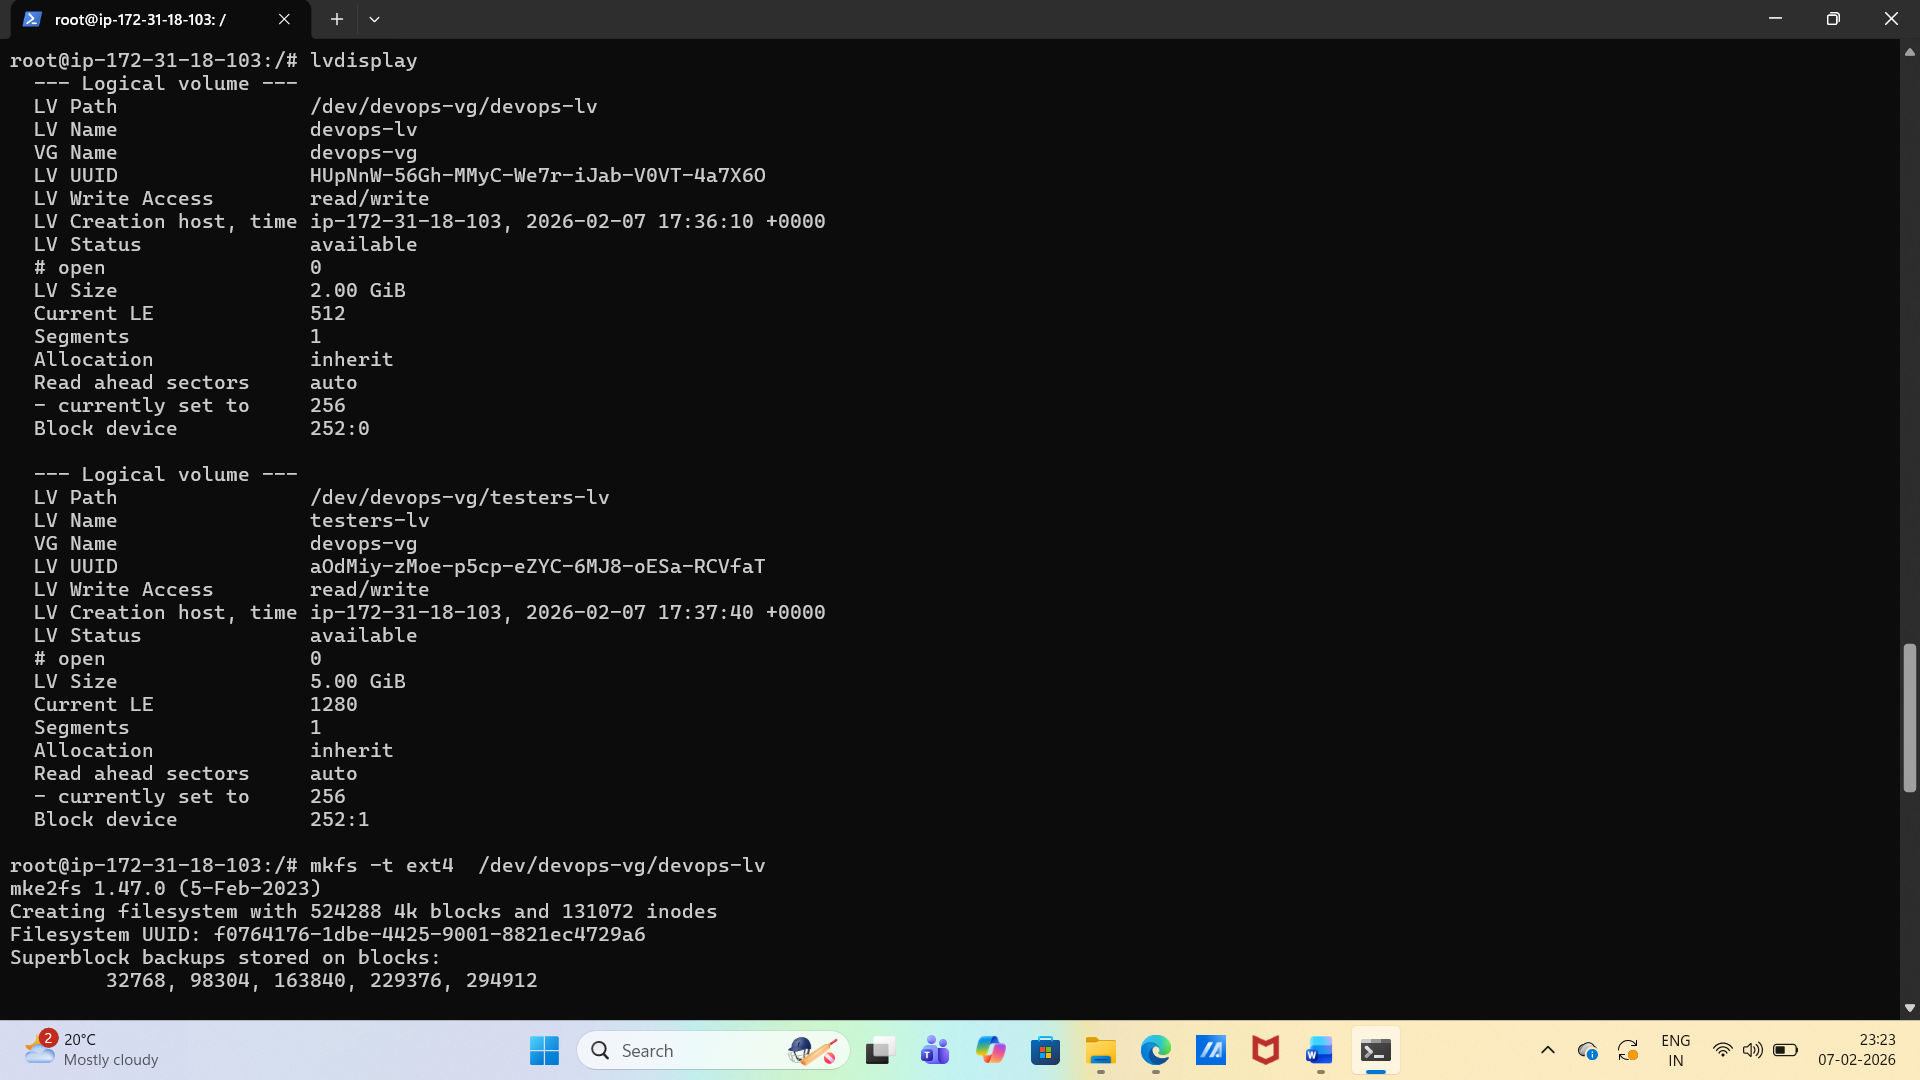 root@ip-172-31-18-103: /
root@ip-172-31-18-103:/# lvdisplay
  --- Logical volume ---
  LV Path                /dev/devops-vg/devops-lv
  LV Name                devops-lv
  VG Name                devops-vg
  LV UUID                HUpNnW-56Gh-MMyC-We7r-iJab-V0VT-4a7X6O
  LV Write Access        read/write
  LV Creation host, time ip-172-31-18-103, 2026-02-07 17:36:10 +0000
  LV Status              available
  # open                 0
  LV Size                2.00 GiB
  Current LE             512
  Segments               1
  Allocation             inherit
  Read ahead sectors     auto
  - currently set to     256
  Block device           252:0
  --- Logical volume ---
  LV Path                /dev/devops-vg/testers-lv
  LV Name                testers-lv
  VG Name                devops-vg
  LV UUID                aOdMiy-zMoe-p5cp-eZYC-6MJ8-oESa-RCVfaT
  LV Write Access        read/write
  LV Creation host, time ip-172-31-18-103, 2026-02-07 17:37:40 +0000
  LV Status              available
  # open                 0
  LV Size                5.00 GiB
  Current LE             1280
  Segments               1
  Allocation             inherit
  Read ahead sectors     auto
  - currently set to     256
  Block device           252:1
root@ip-172-31-18-103:/# mkfs -t ext4  /dev/devops-vg/devops-lv
mke2fs 1.47.0 (5-Feb-2023)
Creating filesystem with 524288 4k blocks and 131072 inodes
Filesystem UUID: f0764176-1dbe-4425-9001-8821ec4729a6
Superblock backups stored on blocks:
        32768, 98304, 163840, 229376, 294912
2
20°C
Mostly cloudy
Search
ENG
IN
23:23
07-02-2026